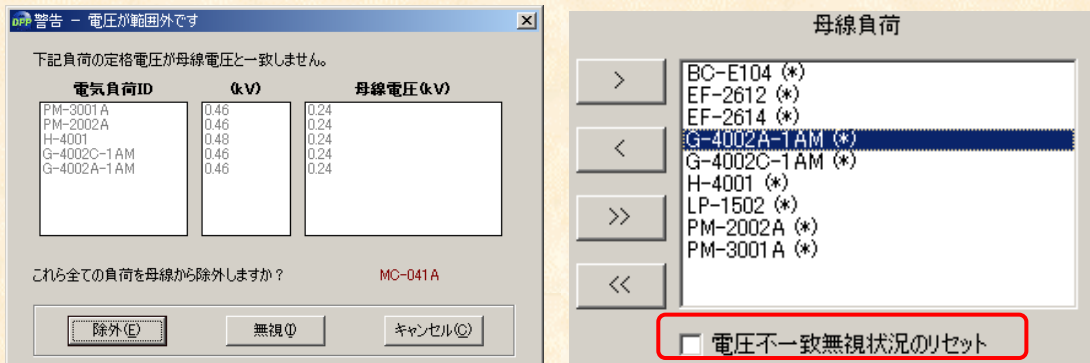 DPP 警告 - 電圧が範囲外です
下記負荷の定格電圧が母線電圧と一致しません。
電気負荷ID (kV) 母線電圧(kV)
PM-3001A 0.46 0.24
PM-2002A 0.46 0.24
H-4001 0.48 0.24
G-4002C-1AM 0.46 0.24
G-4002A-1AM 0.46 0.24
これら全ての負荷を母線から除外しますか? MC-041A
除外(E) 無視(I) キャンセル(C)
母線負荷
>
<
>>
<<
BC-E104 (*)
EF-2612 (*)
EF-2614 (*)
G-4002A-1AM (*)
G-4002C-1AM (*)
H-4001 (*)
LP-1502 (*)
PM-2002A (*)
PM-3001A (*)
電圧不一致無視状況のリセット